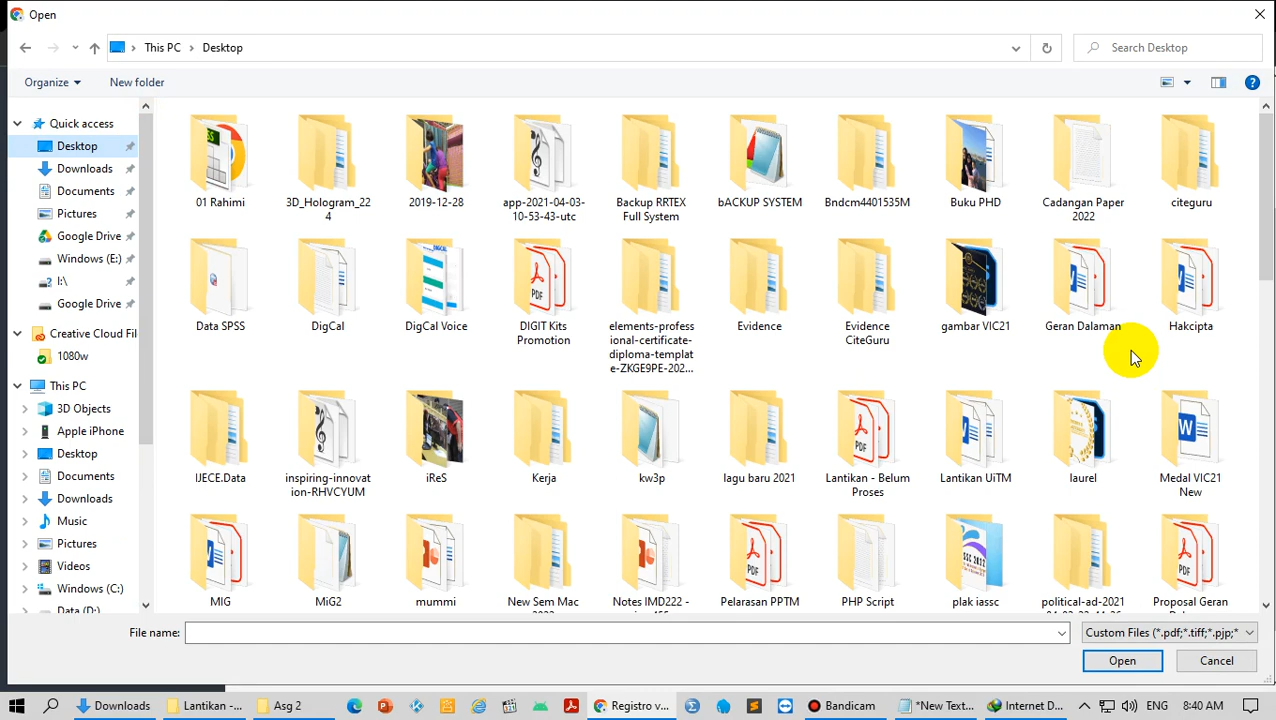 Open
This PC
Desktop
Search Desktop
Organize
New folder
Quick access
Desktop
Downloads
Documents
Pictures
Google Drive
Windows (E:)
I:\
Google Drive
Creative Cloud Fil
1080w
This PC
3D Objects
Apple iPhone
Desktop
Documents
Downloads
Music
Pictures
Videos
Windows (C:)
Data (D:)
01 Rahimi
3D_Hologram_22
4
2019-12-28
app-2021-04-03-
10-53-43-utc
Backup RRTEX
Full System
bACKUP SYSTEM
Bndcm4401535M
Buku PHD
Cadangan Paper
2022
citeguru
Data SPSS
DigCal
DigCal Voice
DIGIT Kits
Promotion
elements-profess
ional-certificate-
diploma-templat
e-ZKGE9PE-202...
Evidence
Evidence
CiteGuru
gambar VIC21
Geran Dalaman
Hakcipta
IJECE.Data
inspiring-innovat
ion-RHVCYUM
iReS
Kerja
kw3p
lagu baru 2021
Lantikan - Belum
Proses
Lantikan UiTM
laurel
Medal VIC21
New
MIG
MiG2
mummi
New Sem Mac
Notes IMD222 -
Pelarasan PPTM
PHP Script
plak iassc
political-ad-2021
Proposal Geran
File name:
Custom Files (*.pdf;*.tiff;*.pjp;*
Open
Cancel
Downloads
Lantikan -...
Asg 2
Registro v...
Bandicam
*New Text...
Internet D...
ENG
8:40 AM